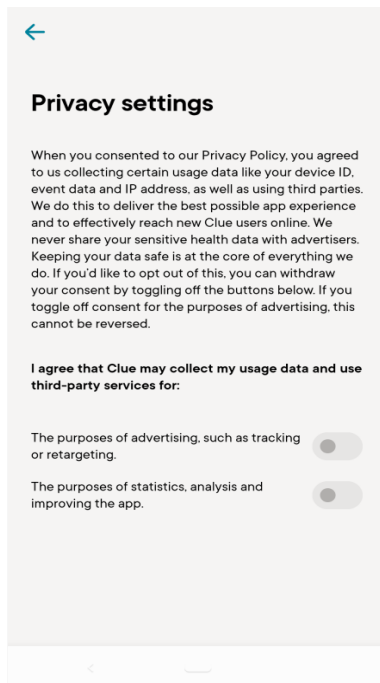 Privacy settings
When you consented to our Privacy Policy, you agreed
to us collecting certain usage data like your device ID,
event data and IP address, as well as using third parties.
We do this to deliver the best possible app experience
and to effectively reach new Clue users online. We
never share your sensitive health data with advertisers.
Keeping your data safe is at the core of everything we
do. If you'd like to opt out of this, you can withdraw
your consent by toggling off the buttons below. If you
toggle off consent for the purposes of advertising, this
cannot be reversed.
I agree that Clue may collect my usage data and use
third-party services for:
The purposes of advertising, such as tracking
or retargeting.
The purposes of statistics, analysis and
improving the app.